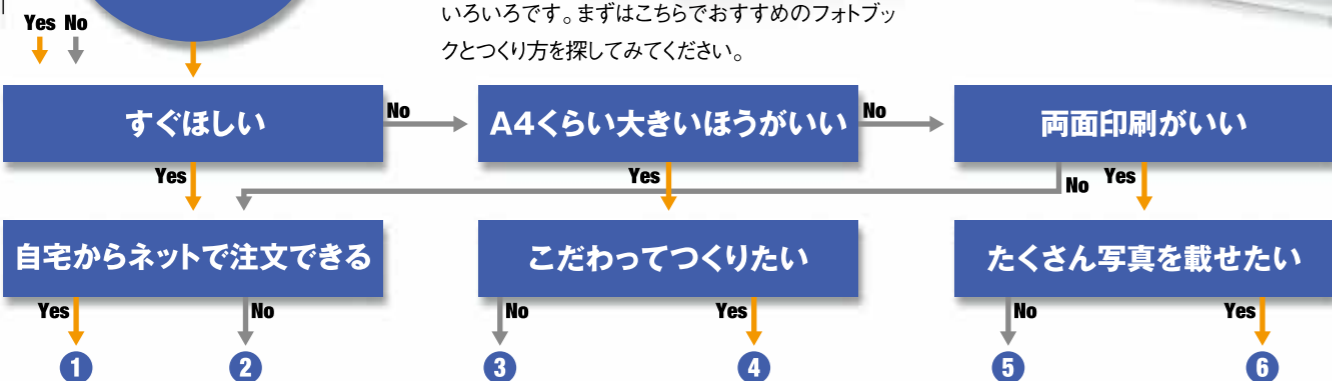 いろいろです。まずはこちらでおすすめのフォトブッ
クとつくり方を探してみてください。
Yes No
すぐほしい
No
A4くらい大きいほうがいい
No
両面印刷がいい
Yes
Yes
No
Yes
自宅からネットで注文できる
こだわってつくりたい
たくさん写真を載せたい
Yes
No
No
Yes
No
Yes
1
2
3
4
5
6